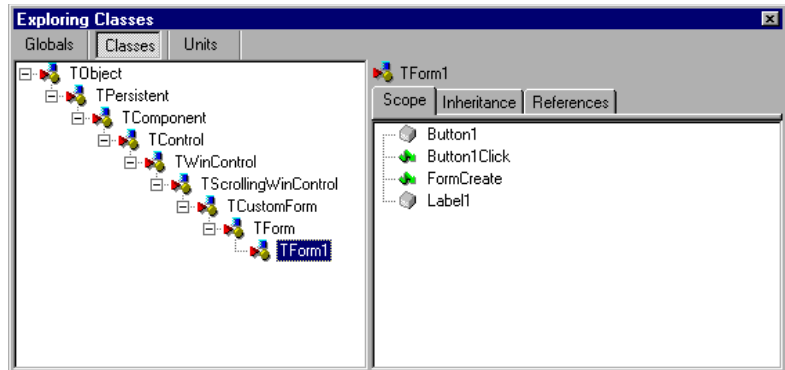 Exploring Classes
Globals Classes Units
TObject
TPersistent
TComponent
TControl
TWinControl
TScrollingWinControl
TCustomForm
TForm
TForm1
TForm1
Scope Inheritance References
Button1
Button1Click
FormCreate
Label1